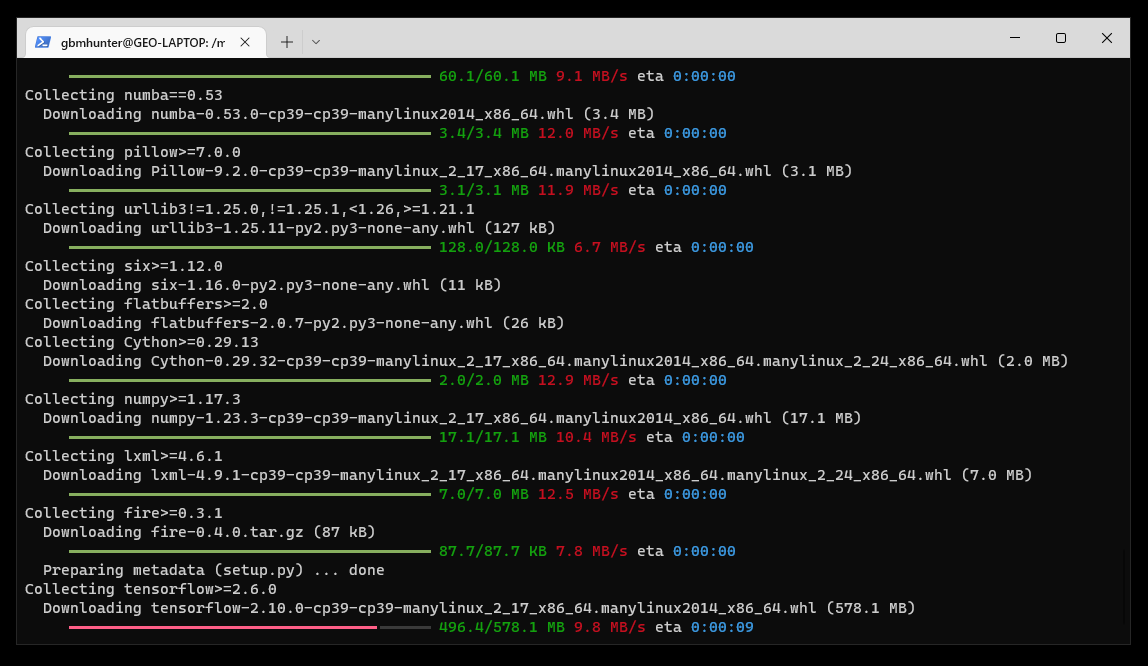 gbmhunter@GEO-LAPTOP: /m
60.1/60.1 MB 9.1 MB/s eta 0:00:00
Collecting numba==0.53
Downloading numba-0.53.0-cp39-cp39-manylinux2014_x86_64.whl (3.4 MB)
3.4/3.4 MB 12.0 MB/s eta 0:00:00
Collecting pillow>=7.0.0
Downloading Pillow-9.2.0-cp39-cp39-manylinux_2_17_x86_64.manylinux2014_x86_64.whl (3.1 MB)
3.1/3.1 MB 11.9 MB/s eta 0:00:00
Collecting urllib3!=1.25.0,!=1.25.1,<1.26,>=1.21.1
Downloading urllib3-1.25.11-py2.py3-none-any.whl (127 kB)
128.0/128.0 KB 6.7 MB/s eta 0:00:00
Collecting six>=1.12.0
Downloading six-1.16.0-py2.py3-none-any.whl (11 kB)
Collecting flatbuffers>=2.0
Downloading flatbuffers-2.0.7-py2.py3-none-any.whl (26 kB)
Collecting Cython>=0.29.13
Downloading Cython-0.29.32-cp39-cp39-manylinux_2_17_x86_64.manylinux2014_x86_64.manylinux_2_24_x86_64.whl (2.0 MB)
2.0/2.0 MB 12.9 MB/s eta 0:00:00
Collecting numpy>=1.17.3
Downloading numpy-1.23.3-cp39-cp39-manylinux_2_17_x86_64.manylinux2014_x86_64.whl (17.1 MB)
17.1/17.1 MB 10.4 MB/s eta 0:00:00
Collecting lxml>=4.6.1
Downloading lxml-4.9.1-cp39-cp39-manylinux_2_17_x86_64.manylinux2014_x86_64.manylinux_2_24_x86_64.whl (7.0 MB)
7.0/7.0 MB 12.5 MB/s eta 0:00:00
Collecting fire>=0.3.1
Downloading fire-0.4.0.tar.gz (87 kB)
87.7/87.7 KB 7.8 MB/s eta 0:00:00
Preparing metadata (setup.py) ... done
Collecting tensorflow>=2.6.0
Downloading tensorflow-2.10.0-cp39-cp39-manylinux_2_17_x86_64.manylinux2014_x86_64.whl (578.1 MB)
496.4/578.1 MB 9.8 MB/s eta 0:00:09